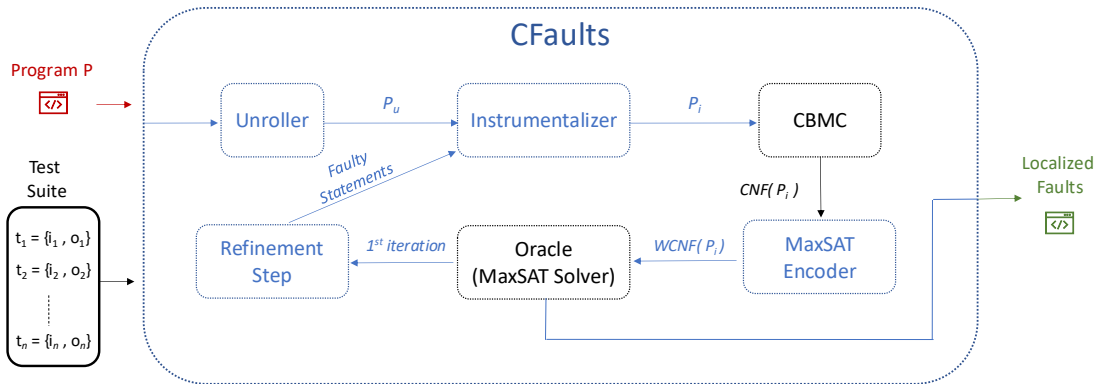 CFaults
Program P
</>
Unroller
Pᵤ
Instrumentalizer
Pᵢ
CBMC
Faulty
Statements
CNF( Pᵢ )
Test
Suite
t₁ = {i₁ , o₁}
t₂ = {i₂ , o₂}
tₙ = {iₙ , oₙ}
Refinement
Step
1ˢᵗ iteration
Oracle
(MaxSAT Solver)
WCNF( Pᵢ )
MaxSAT
Encoder
Localized
Faults
</>